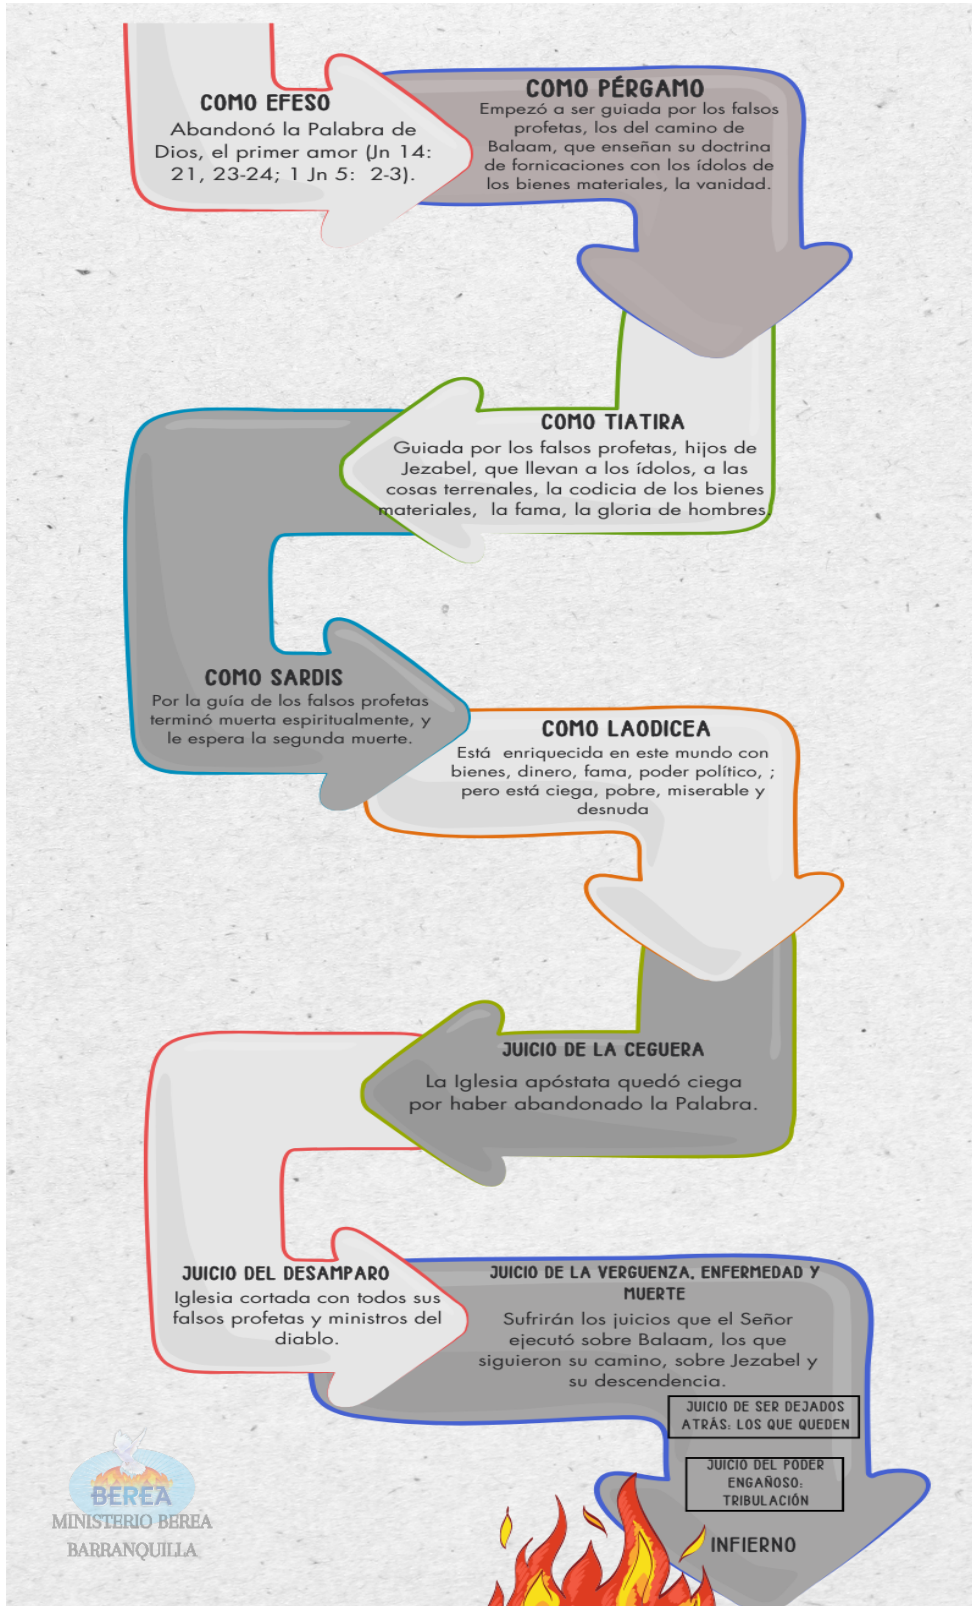 COMO EFESO
Abandonó la Palabra de
Dios, el primer amor (Jn 14:
21, 23-24; 1 Jn 5: 2-3).
COMO PÉRGAMO
Empezó a ser guiada por los falsos
profetas, los del camino de
Balaam, que enseñan su doctrina
de fornicaciones con los ídolos de
los bienes materiales, la vanidad.
COMO TIATIRA
Guiada por los falsos profetas, hijos de
Jezabel, que llevan a los ídolos, a las
cosas terrenales, la codicia de los bienes
materiales, la fama, la gloria de hombres.
COMO SARDIS
Por la guía de los falsos profetas
terminó muerta espiritualmente, y
le espera la segunda muerte.
COMO LAODICEA
Está enriquecida en este mundo con
bienes, dinero, fama, poder político, ;
pero está ciega, pobre, miserable y
desnuda
JUICIO DE LA CEGUERA
La Iglesia apóstata quedó ciega
por haber abandonado la Palabra.
JUICIO DEL DESAMPARO
Iglesia cortada con todos sus
falsos profetas y ministros del
diablo.
JUICIO DE LA VERGUENZA, ENFERMEDAD Y
MUERTE
Sufrirán los juicios que el Señor
ejecutó sobre Balaam, los que
siguieron su camino, sobre Jezabel y
su descendencia.
JUICIO DE SER DEJADOS
ATRÁS: LOS QUE QUEDEN
JUICIO DEL PODER
ENGAÑOSO:
TRIBULACIÓN
INFIERNO
BEREA
MINISTERIO BEREA
BARRANQUILLA